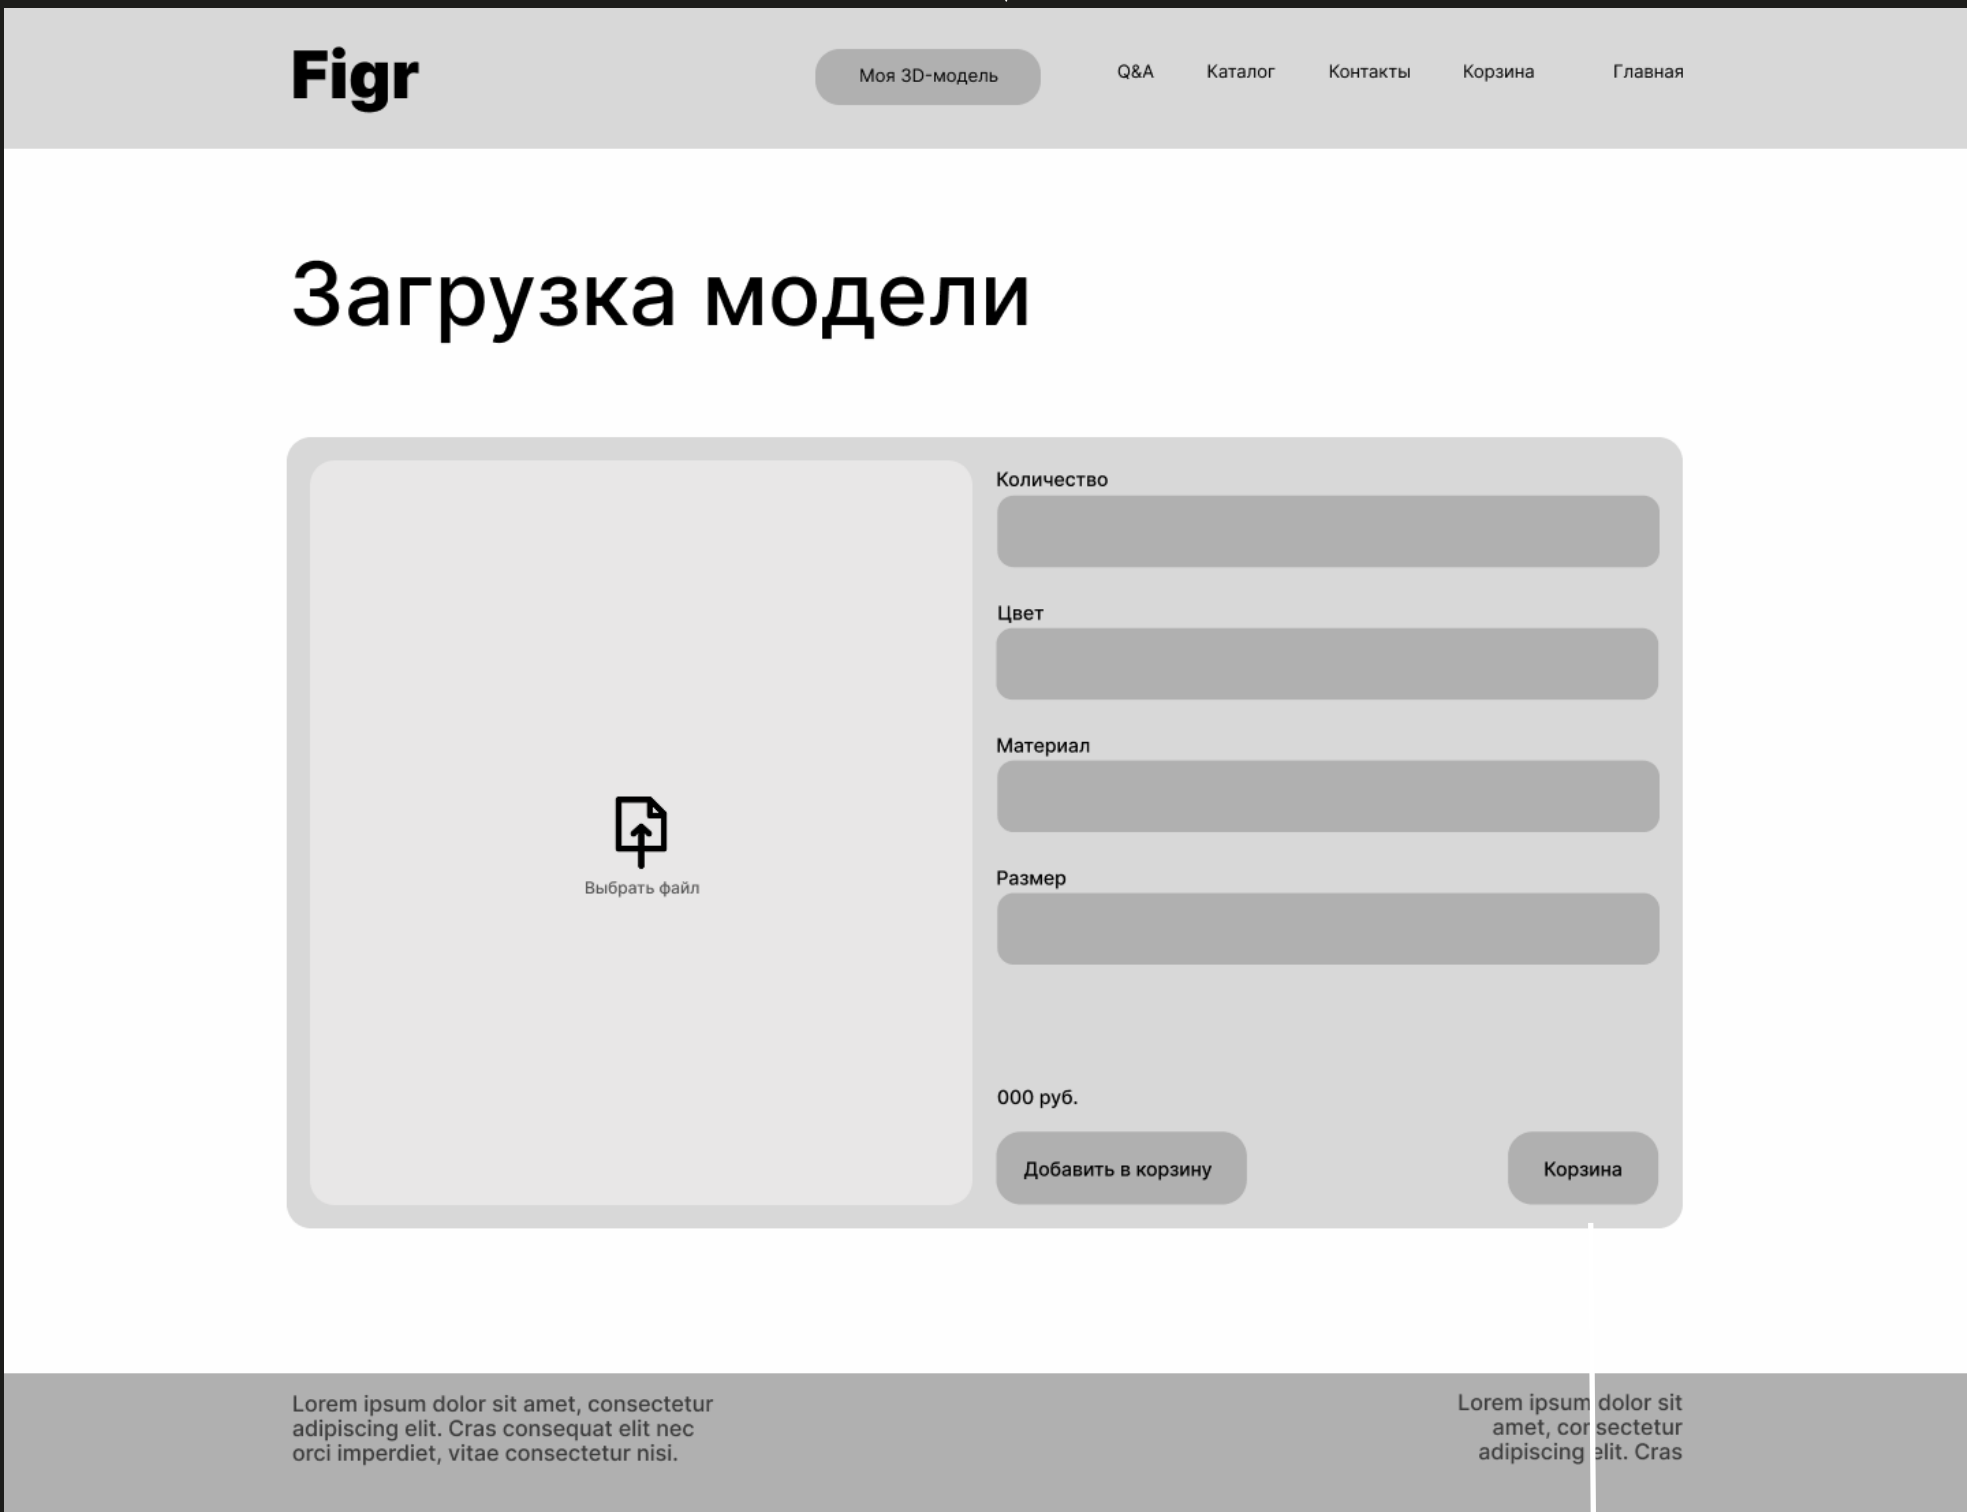 Figr
Моя 3D-модель
Q&A
Каталог
Контакты
Корзина
Главная
Загрузка модели
Выбрать файл
Количество
Цвет
Материал
Размер
000 руб.
Добавить в корзину
Корзина
Lorem ipsum dolor sit amet, consectetur
adipiscing elit. Cras consequat elit nec
orci imperdiet, vitae consectetur nisi.
Lorem ipsum dolor sit
amet, consectetur
adipiscing elit. Cras